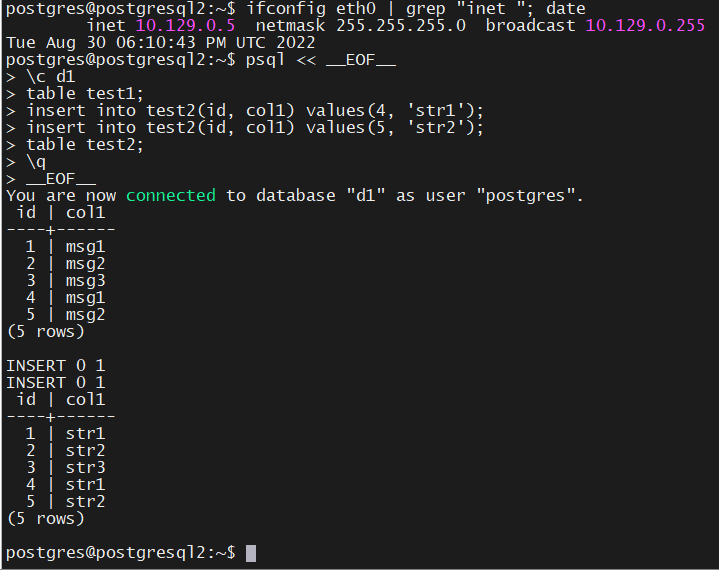 postgres@postgresql2:~$ ifconfig eth0 | grep "inet "; date
        inet 10.129.0.5  netmask 255.255.255.0  broadcast 10.129.0.255
Tue Aug 30 06:10:43 PM UTC 2022
postgres@postgresql2:~$ psql << __EOF__
> \c d1
> table test1;
> insert into test2(id, col1) values(4, 'str1');
> insert into test2(id, col1) values(5, 'str2');
> table test2;
> \q
> __EOF__
You are now connected to database "d1" as user "postgres".
 id | col1
----+------
  1 | msg1
  2 | msg2
  3 | msg3
  4 | msg1
  5 | msg2
(5 rows)

INSERT 0 1
INSERT 0 1
 id | col1
----+------
  1 | str1
  2 | str2
  3 | str3
  4 | str1
  5 | str2
(5 rows)

postgres@postgresql2:~$